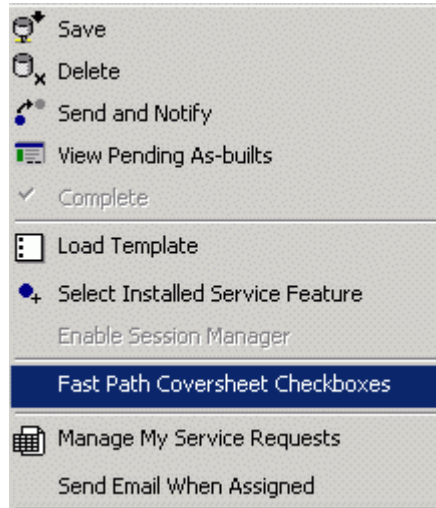 Save
Delete
Send and Notify
View Pending As-builts
Complete
Load Template
Select Installed Service Feature
Enable Session Manager
Fast Path Coversheet Checkboxes
Manage My Service Requests
Send Email When Assigned